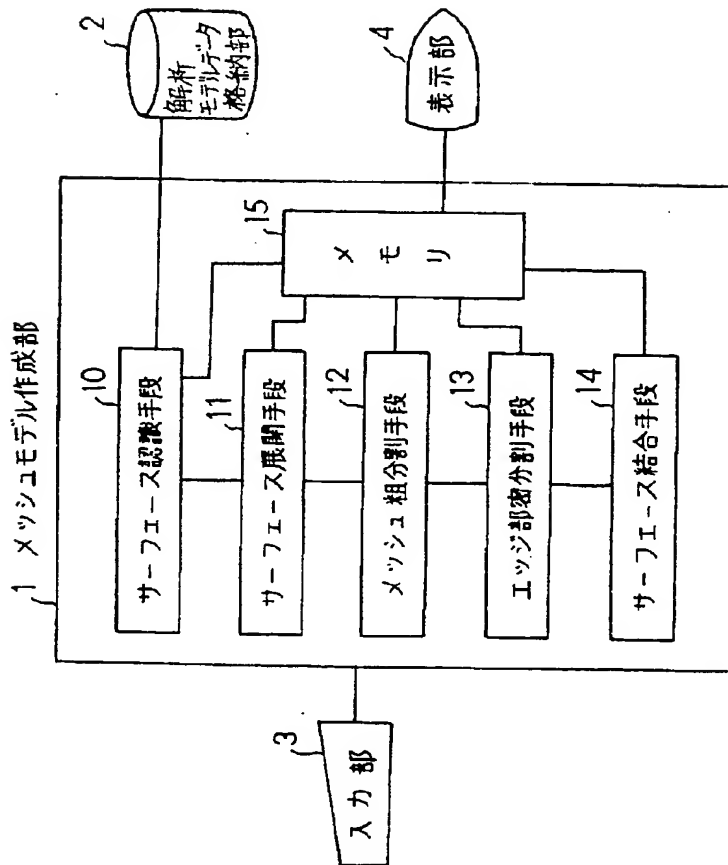 1 メッシュモデル作成部
2
解析
モデルデータ
格納部
3
入力部
4
表示部
10
サーフェース認識手段
11
サーフェース展開手段
12
メッシュ粗分割手段
13
エッジ部密分割手段
14
サーフェース結合手段
15
メモリ